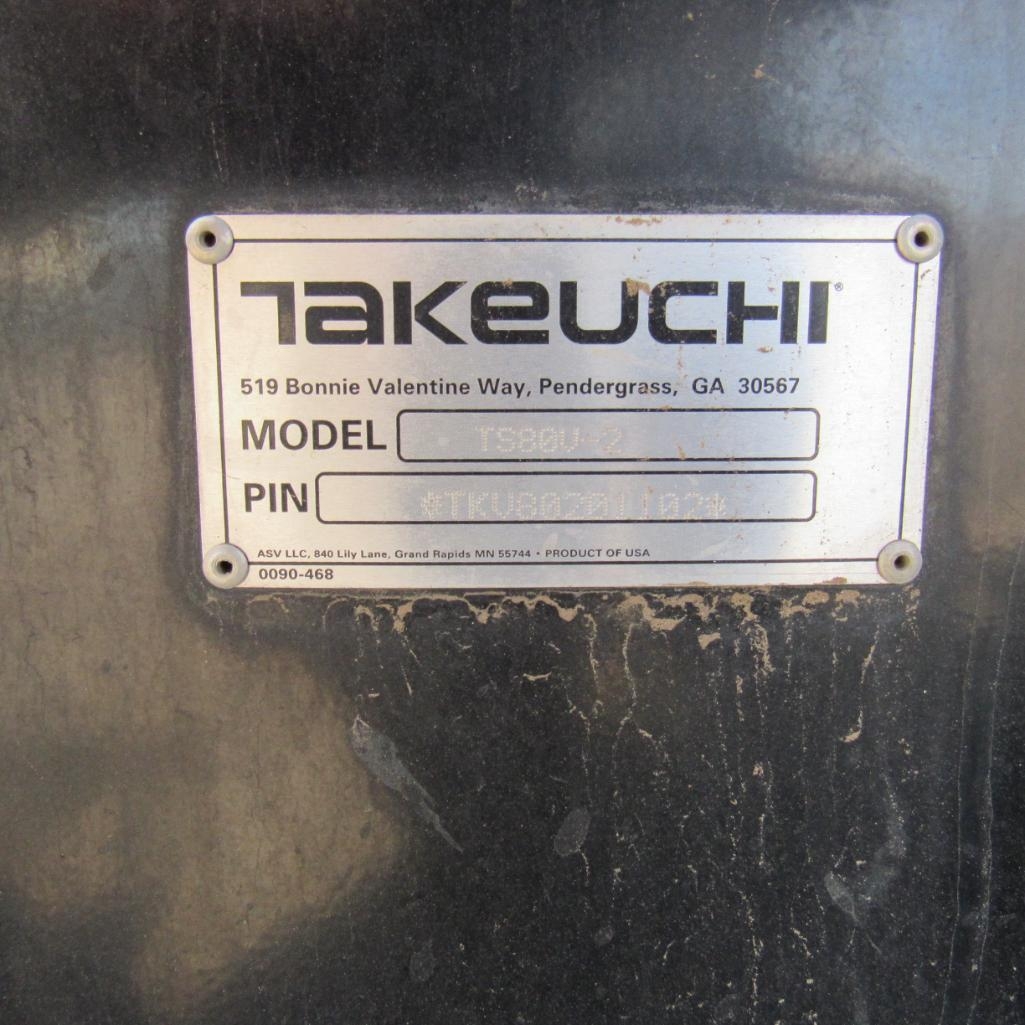 TAKEUCHI®
519 Bonnie Valentine Way, Pendergrass, GA 30567
MODEL TS80V-2
PIN *TKV80201102*
ASV LLC, 840 Lily Lane, Grand Rapids MN 55744 • PRODUCT OF USA
0090-468